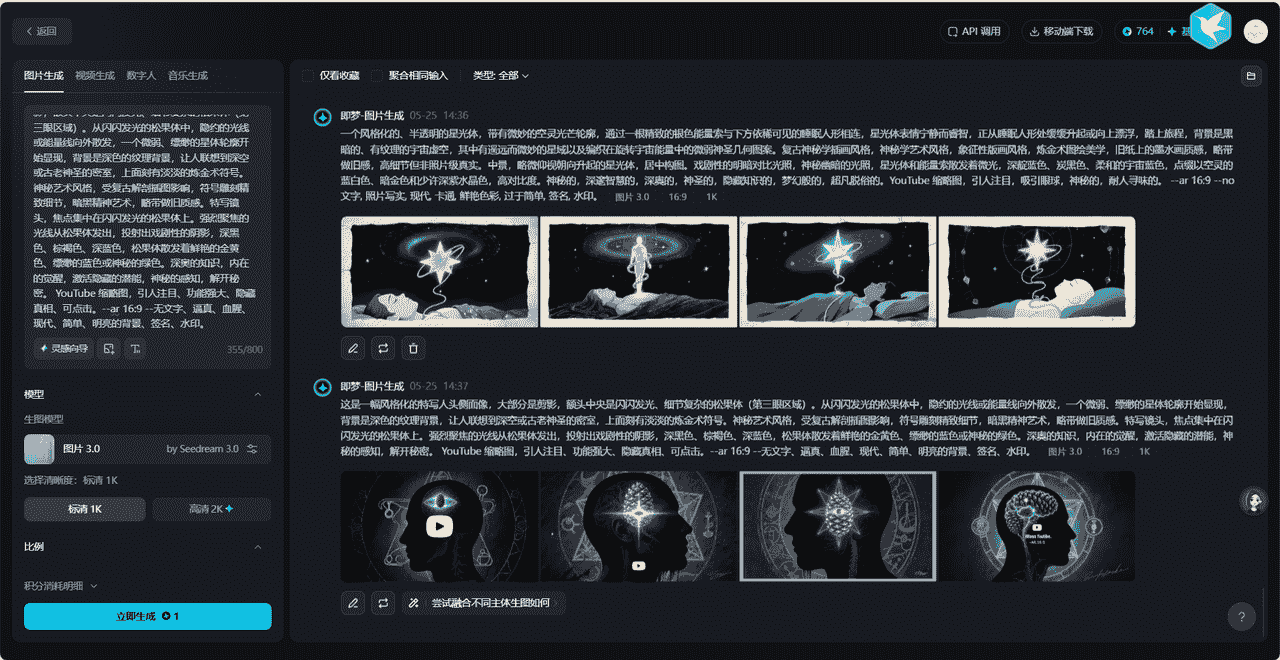 返回
API 调用
移动端下载
764
图片生成
视频生成
数字人
音乐生成
三眼区域）。从闪闪发光的松果体中，隐约的光线
或能量线向外散发，一个微弱、缥缈的星体轮廓开
始显现，背景是深色的纹理背景，让人联想到深空
或古老神圣的密室，上面刻有淡淡的炼金术符号。
神秘艺术风格，受复古解剖插图影响，符号雕刻精
致细节，暗黑精神艺术，略带做旧质感。特写镜
头，焦点集中在闪闪发光的松果体上。强烈聚焦的
光线从松果体发出，投射出戏剧性的阴影，深黑
色、棕褐色、深蓝色，松果体散发着鲜艳的金黄
色、缥缈的蓝色或神秘的绿色。深奥的知识，内在
的觉醒，激活隐藏的潜能，神秘的感知，解开秘
密。 YouTube 缩略图，引人注目、功能强大、隐藏
真相、可点击。--ar 16:9 --无文字、逼真、血腥、
现代、简单、明亮的背景、签名、水印。
灵感向导
355/800
模型
生图模型
图片 3.0
by Seedream 3.0
选择清晰度：标清 1K
标清 1K
高清 2K
比例
积分消耗明细
立即生成 1
仅看收藏
聚合相同输入
类型: 全部
即梦-图片生成 05-25 14:36
一个风格化的、半透明的星光体，带有微妙的空灵光芒轮廓，通过一根精致的银色能量索与下方依稀可见的睡眠人形相连，星光体表情宁静而睿智，正从睡眠人形处缓缓升起或向上漂浮，踏上旅程，背景是黑
暗的、有纹理的宇宙虚空，其中有遥远而微妙的星域以及编织在旋转宇宙能量中的微弱神圣几何图案。复古神秘学插画风格，神秘学艺术风格，象征性版画风格，炼金术图绘美学，旧纸上的墨水画质感，略带
做旧感，高细节但非照片级真实。中景，略微仰视朝向升起的星光体，居中构图。戏剧性的明暗对比光照，神秘幽暗的光照，星光体和能量索散发着微光，深靛蓝色、炭黑色、柔和的宇宙蓝色，点缀以空灵的
蓝白色、暗金色和少许深紫水晶色，高对比度。神秘的，深邃智慧的，深奥的，神圣的，隐藏知识的，梦幻般的，超凡脱俗的。YouTube 缩略图，引人注目，吸引眼球，神秘的，耐人寻味的。 --ar 16:9 --no
文字, 照片写实, 现代, 卡通, 鲜艳色彩, 过于简单, 签名, 水印。 图片 3.0 16:9 1K
即梦-图片生成 05-25 14:37
这是一幅风格化的特写人头侧面像，大部分是剪影，额头中央是闪闪发光、细节复杂的松果体（第三眼区域）。从闪闪发光的松果体中，隐约的光线或能量线向外散发，一个微弱、缥缈的星体轮廓开始显现，
背景是深色的纹理背景，让人联想到深空或古老神圣的密室，上面刻有淡淡的炼金术符号。神秘艺术风格，受复古解剖插图影响，符号雕刻精致细节，暗黑精神艺术，略带做旧质感。特写镜头，焦点集中在闪
闪发光的松果体上。强烈聚焦的光线从松果体发出，投射出戏剧性的阴影，深黑色、棕褐色、深蓝色，松果体散发着鲜艳的金黄色、缥缈的蓝色或神秘的绿色。深奥的知识，内在的觉醒，激活隐藏的潜能，神
秘的感知，解开秘密。 YouTube 缩略图，引人注目、功能强大、隐藏真相、可点击。--ar 16:9 --无文字、逼真、血腥、现代、简单、明亮的背景、签名、水印。 图片 3.0 16:9 1K
尝试融合不同主体生图如何